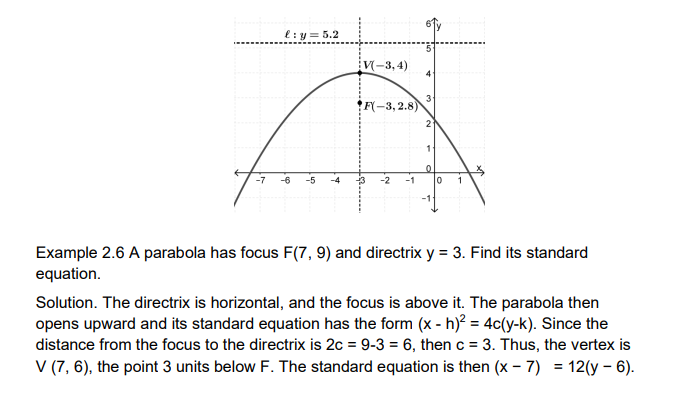 6 y
ℓ : y = 5.2
5
V(−3, 4)
4
3
F(−3, 2.8)
2
1
0 x
-7 -6 -5 -4 -3 -2 -1 0 1
-1
Example 2.6 A parabola has focus F(7, 9) and directrix y = 3. Find its standard
equation.
Solution. The directrix is horizontal, and the focus is above it. The parabola then
opens upward and its standard equation has the form (x - h)² = 4c(y-k). Since the
distance from the focus to the directrix is 2c = 9-3 = 6, then c = 3. Thus, the vertex is
V (7, 6), the point 3 units below F. The standard equation is then (x − 7) = 12(y − 6).